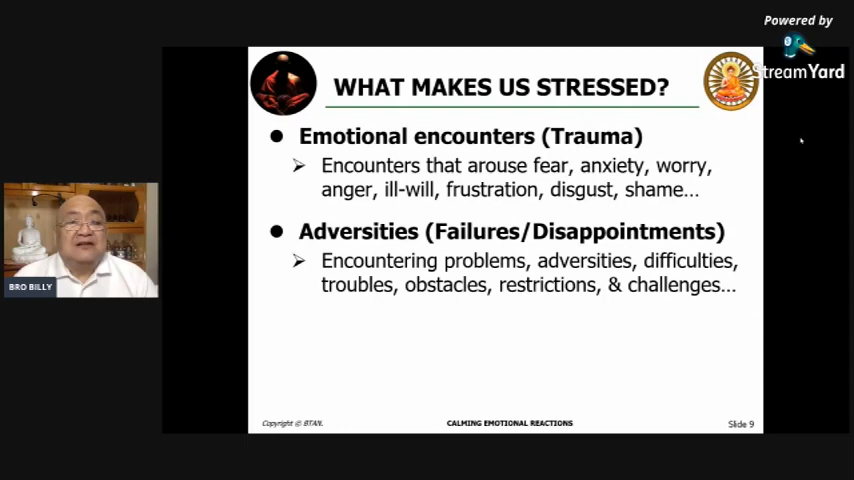 Powered by
StreamYard
WHAT MAKES US STRESSED?
Emotional encounters (Trauma)
Encounters that arouse fear, anxiety, worry,
anger, ill-will, frustration, disgust, shame…
Adversities (Failures/Disappointments)
Encountering problems, adversities, difficulties,
troubles, obstacles, restrictions, & challenges…
BRO BILLY
Copyright © BTAN.
CALMING EMOTIONAL REACTIONS
Slide 9